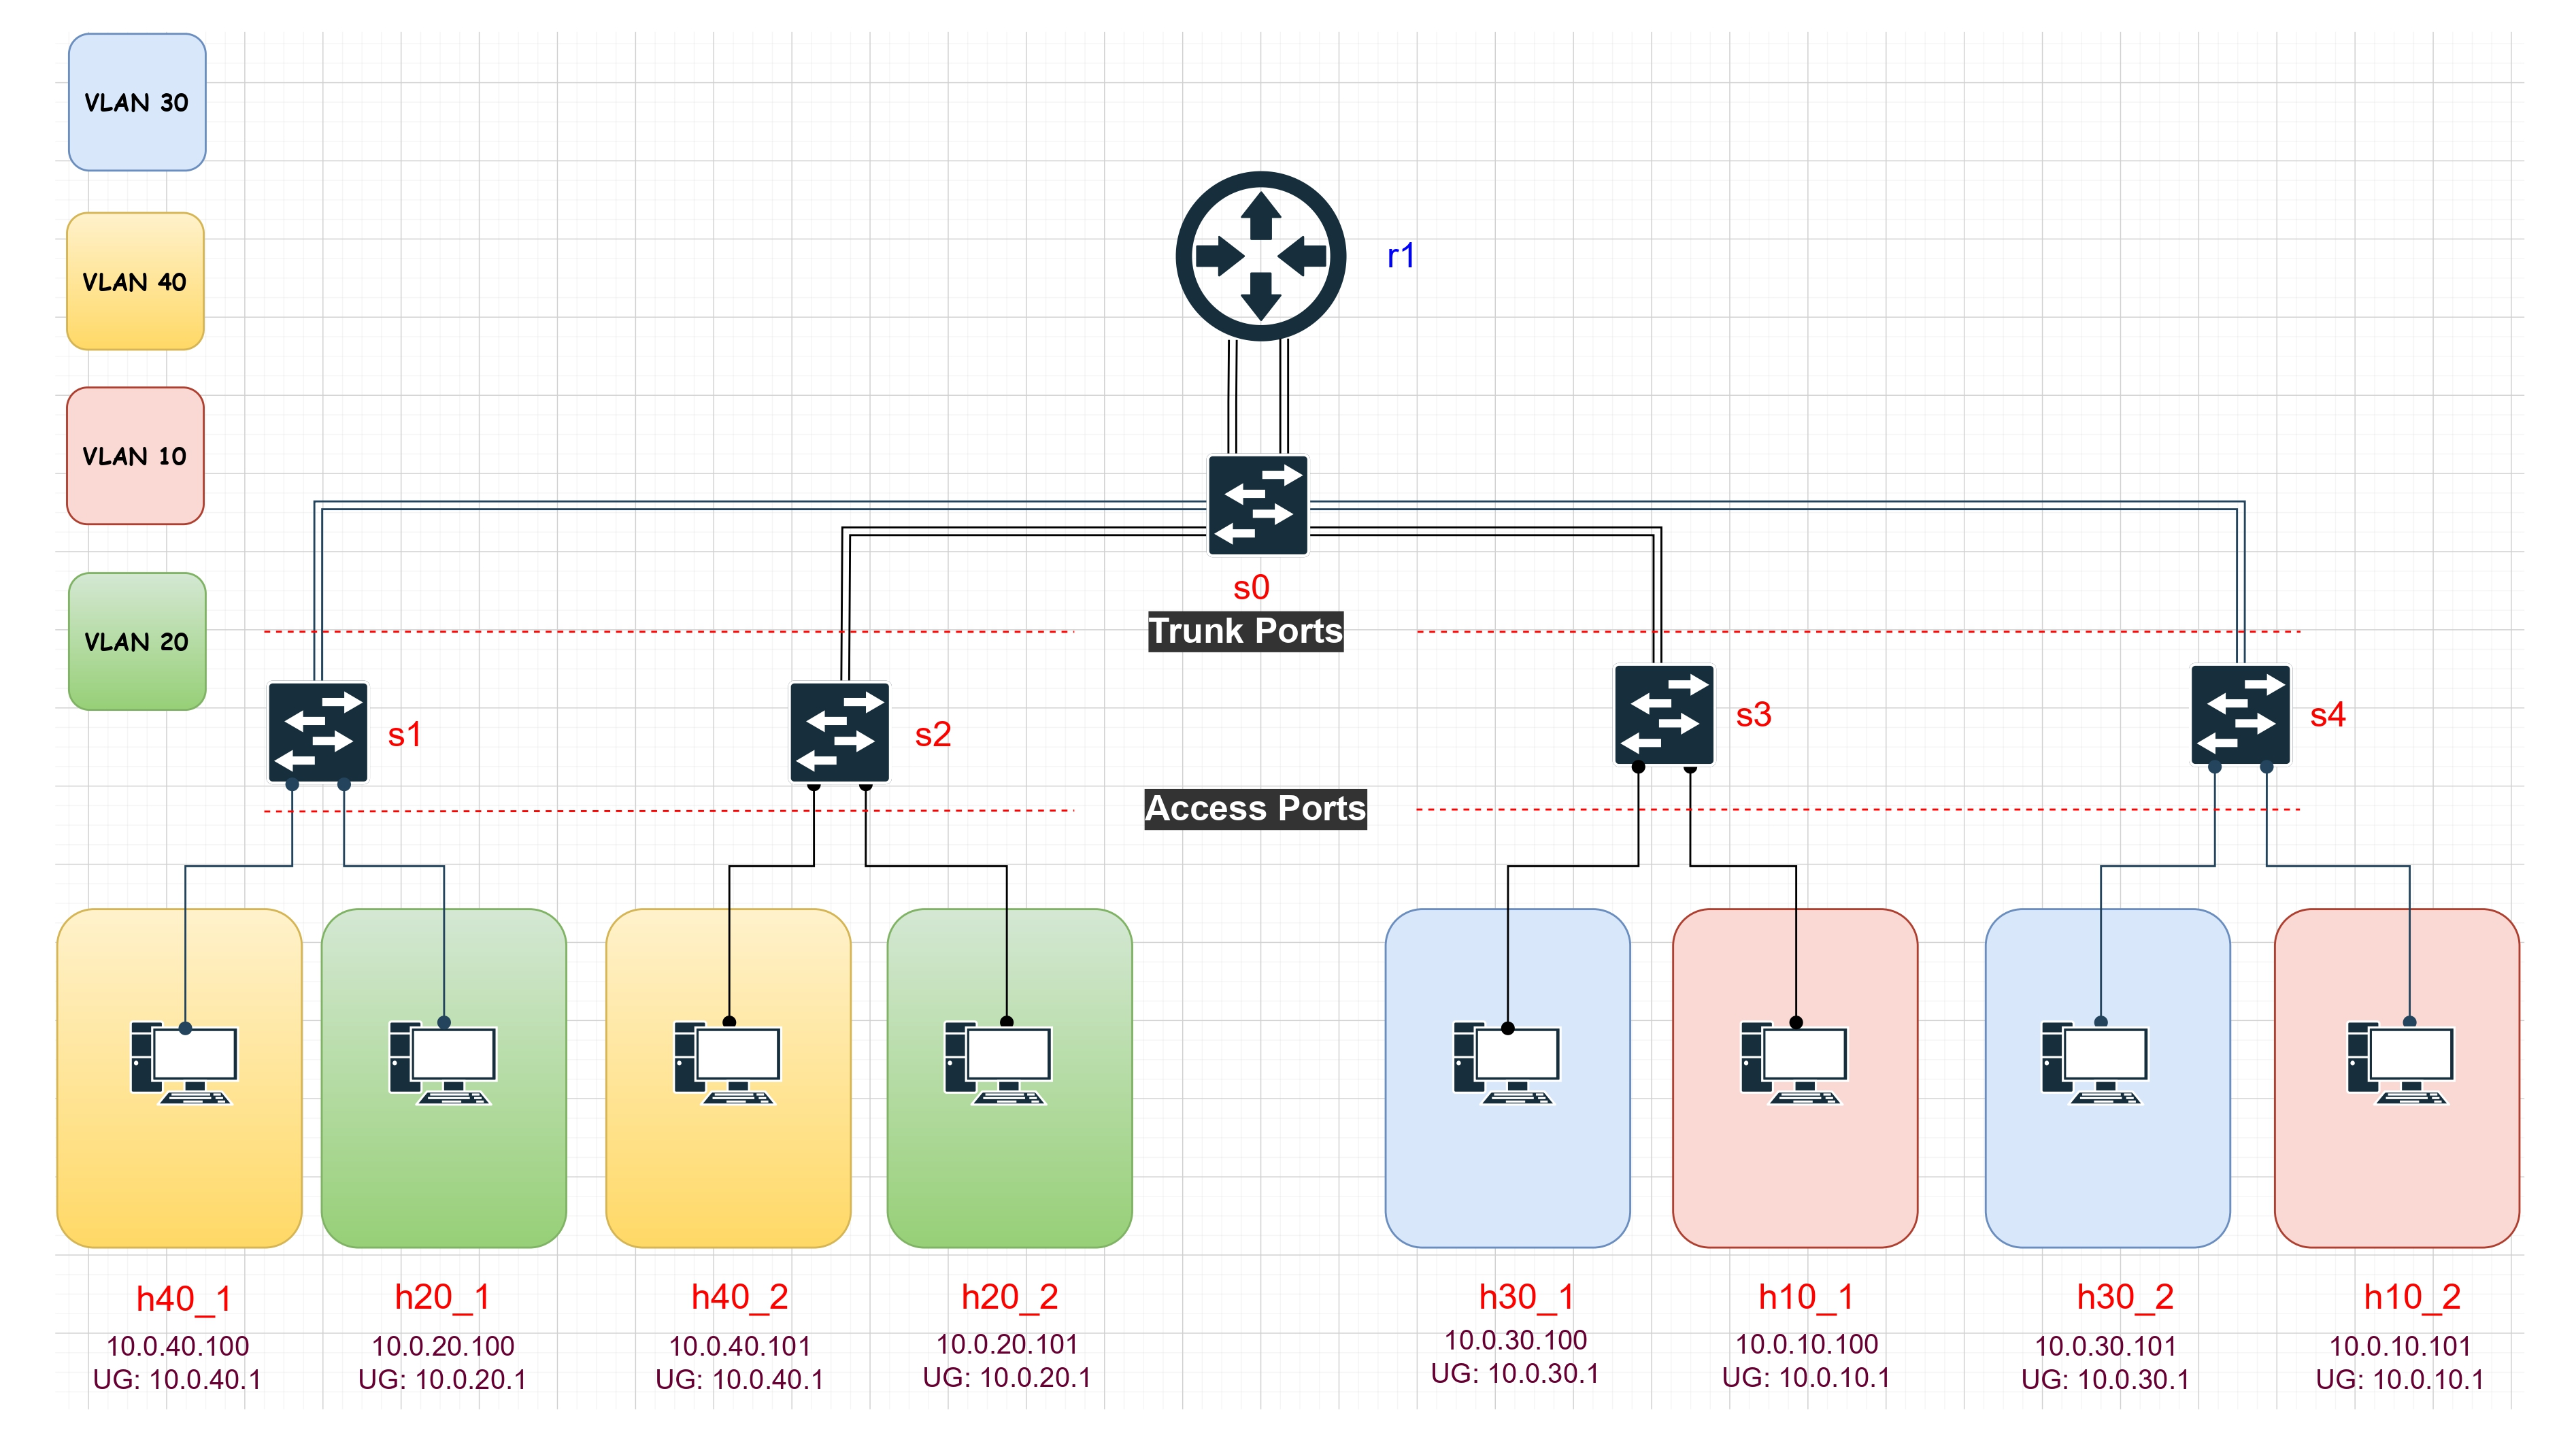 VLAN 30
VLAN 40
VLAN 10
VLAN 20
r1
s0
Trunk Ports
s1
s2
s3
s4
Access Ports
h40_1
10.0.40.100
UG: 10.0.40.1
h20_1
10.0.20.100
UG: 10.0.20.1
h40_2
10.0.40.101
UG: 10.0.40.1
h20_2
10.0.20.101
UG: 10.0.20.1
h30_1
10.0.30.100
UG: 10.0.30.1
h10_1
10.0.10.100
UG: 10.0.10.1
h30_2
10.0.30.101
UG: 10.0.30.1
h10_2
10.0.10.101
UG: 10.0.10.1